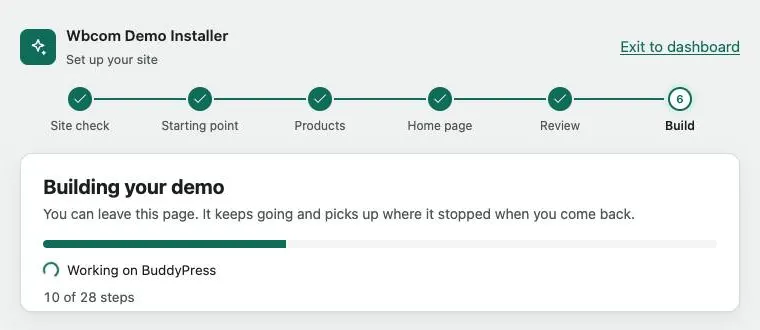 Wbcom Demo Installer
Set up your site
Exit to dashboard
6
Site check
Starting point
Products
Home page
Review
Build
Building your demo
You can leave this page. It keeps going and picks up where it stopped when you come back.
Working on BuddyPress
10 of 28 steps